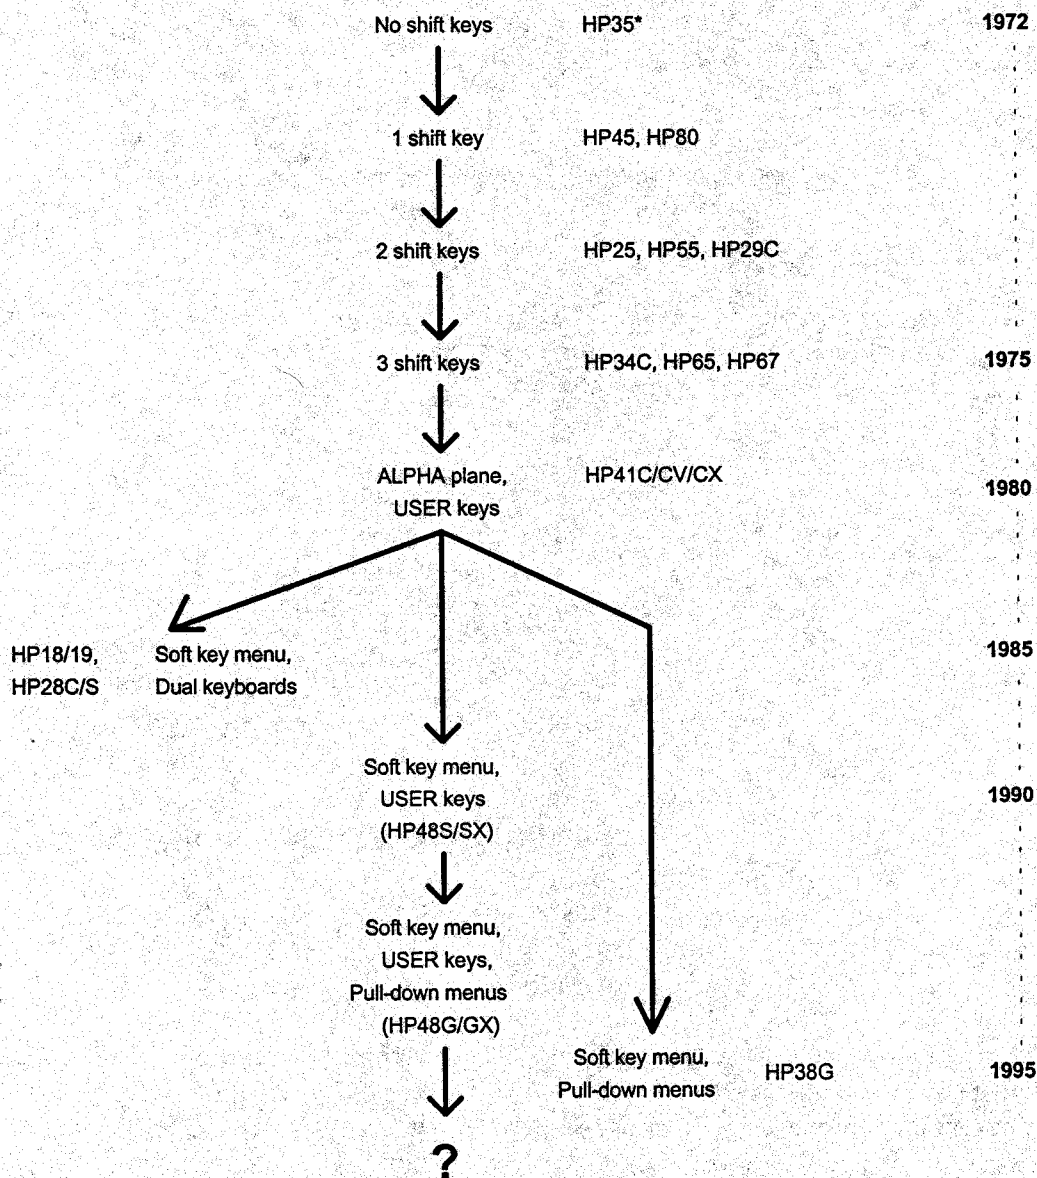 No shift keys HP35* 1972
1 shift key HP45, HP80
2 shift keys HP25, HP55, HP29C
3 shift keys HP34C, HP65, HP67 1975
ALPHA plane, HP41C/CV/CX
1980
USER keys
HP18/19, Soft key menu, 1985
HP28C/S Dual keyboards
Soft key menu,
USER keys 1990
(HP48S/SX)
Soft key menu,
USER keys,
Pull-down menus
(HP48G/GX)
Soft key menu, HP38G 1995
Pull-down menus
?